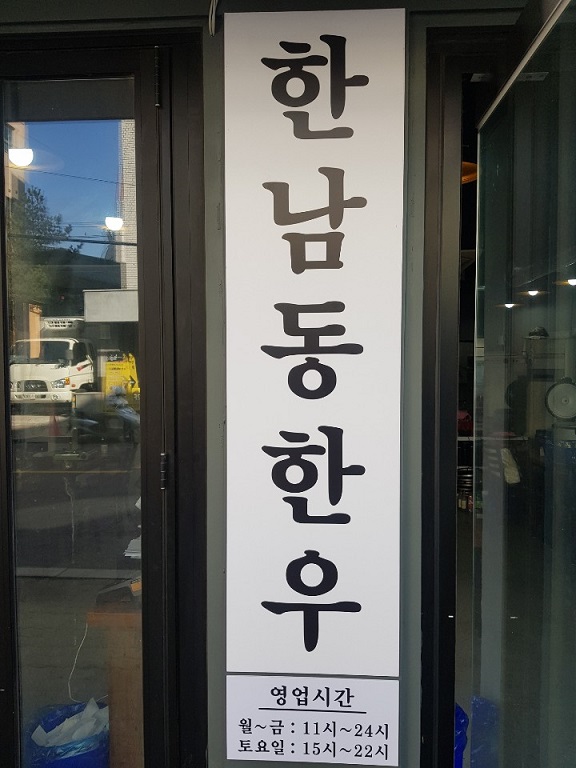 한남동한우
영업시간
월~금 : 11시~24시
토요일 : 15시~22시